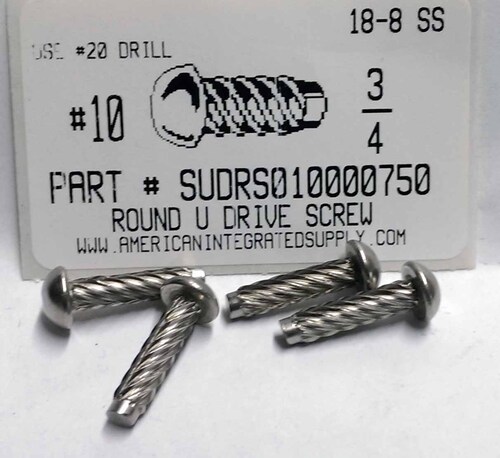 18-8 SS
USE #20 DRILL
#10
3/4
PART # SUDRS010000750
ROUND U DRIVE SCREW
WWW.AMERICANINTEGRATEDSUPPLY.COM